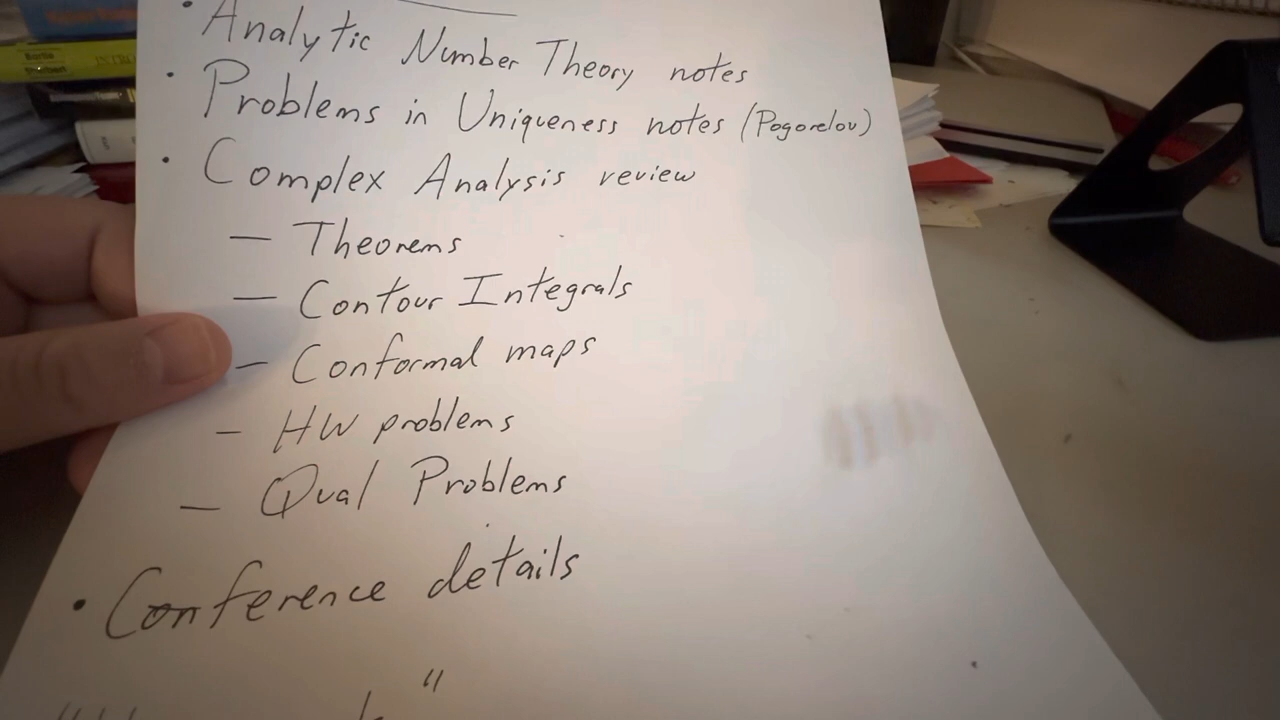 • Analytic Number Theory notes
• Problems in Uniqueness notes (Pogorelov)
• Complex Analysis review
— Theorems
— Contour Integrals
— Conformal maps
— HW problems
— Qual Problems
• Conference details